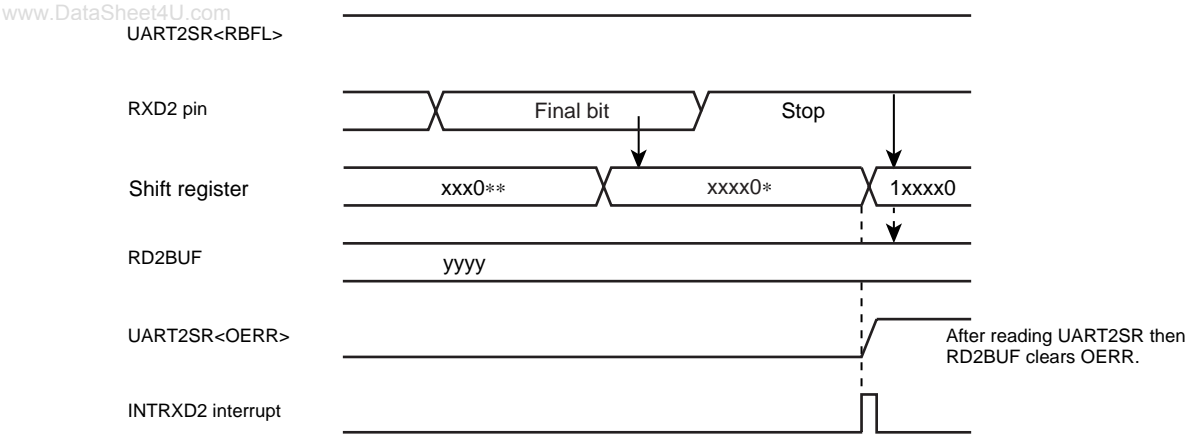 www.DataSheet4U.com
UART2SR<RBFL>
RXD2 pin
Final bit
Stop
Shift register
xxx0**
xxxx0*
1xxxx0
RD2BUF
yyyy
UART2SR<OERR>
After reading UART2SR then
RD2BUF clears OERR.
INTRXD2 interrupt